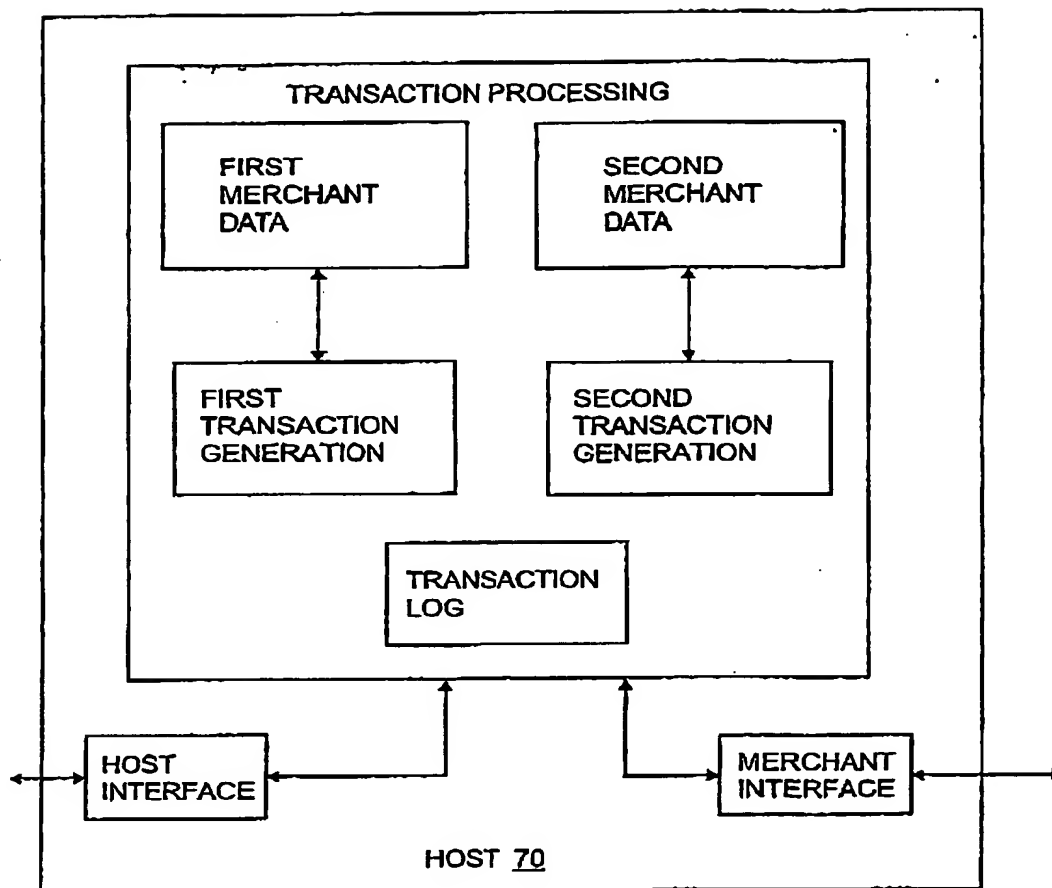 TRANSACTION PROCESSING
FIRST
MERCHANT
DATA
SECOND
MERCHANT
DATA
FIRST
TRANSACTION
GENERATION
SECOND
TRANSACTION
GENERATION
TRANSACTION
LOG
HOST
INTERFACE
MERCHANT
INTERFACE
HOST 70